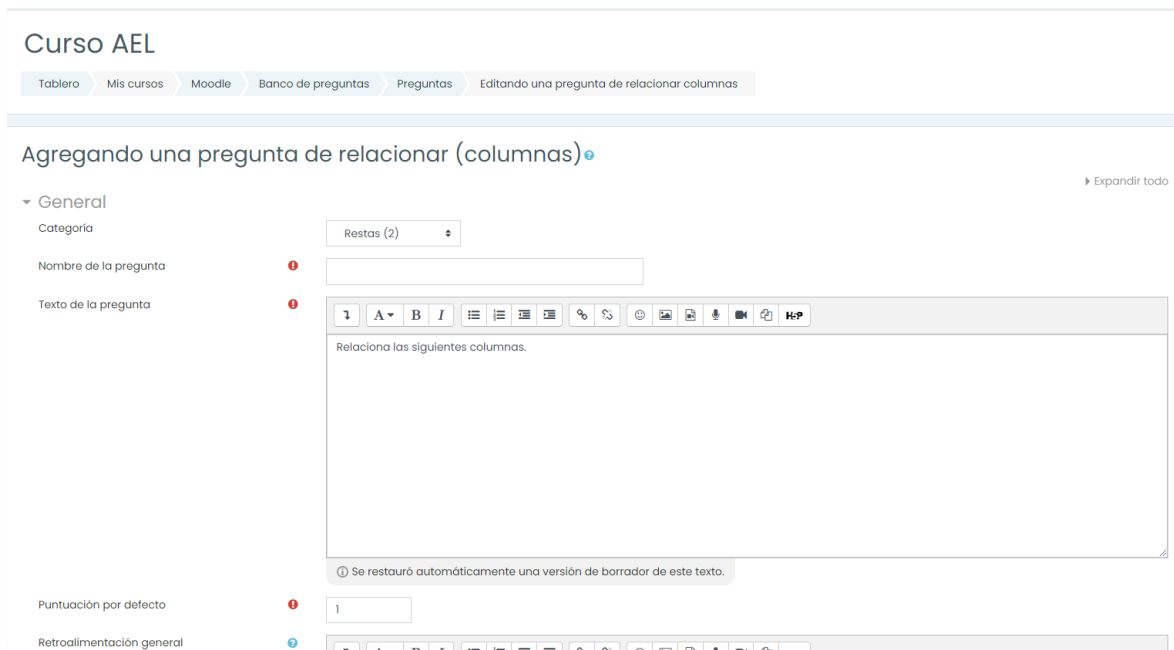 Curso AEL
Tablero Mis cursos Moodle Banco de preguntas Preguntas Editando una pregunta de relacionar columnas
Agregando una pregunta de relacionar (columnas)
Expandir todo
General
Categoría Restas (2)
Nombre de la pregunta
Texto de la pregunta
A B I H5P
Relaciona las siguientes columnas.
Se restauró automáticamente una versión de borrador de este texto.
Puntuación por defecto 1
Retroalimentación general